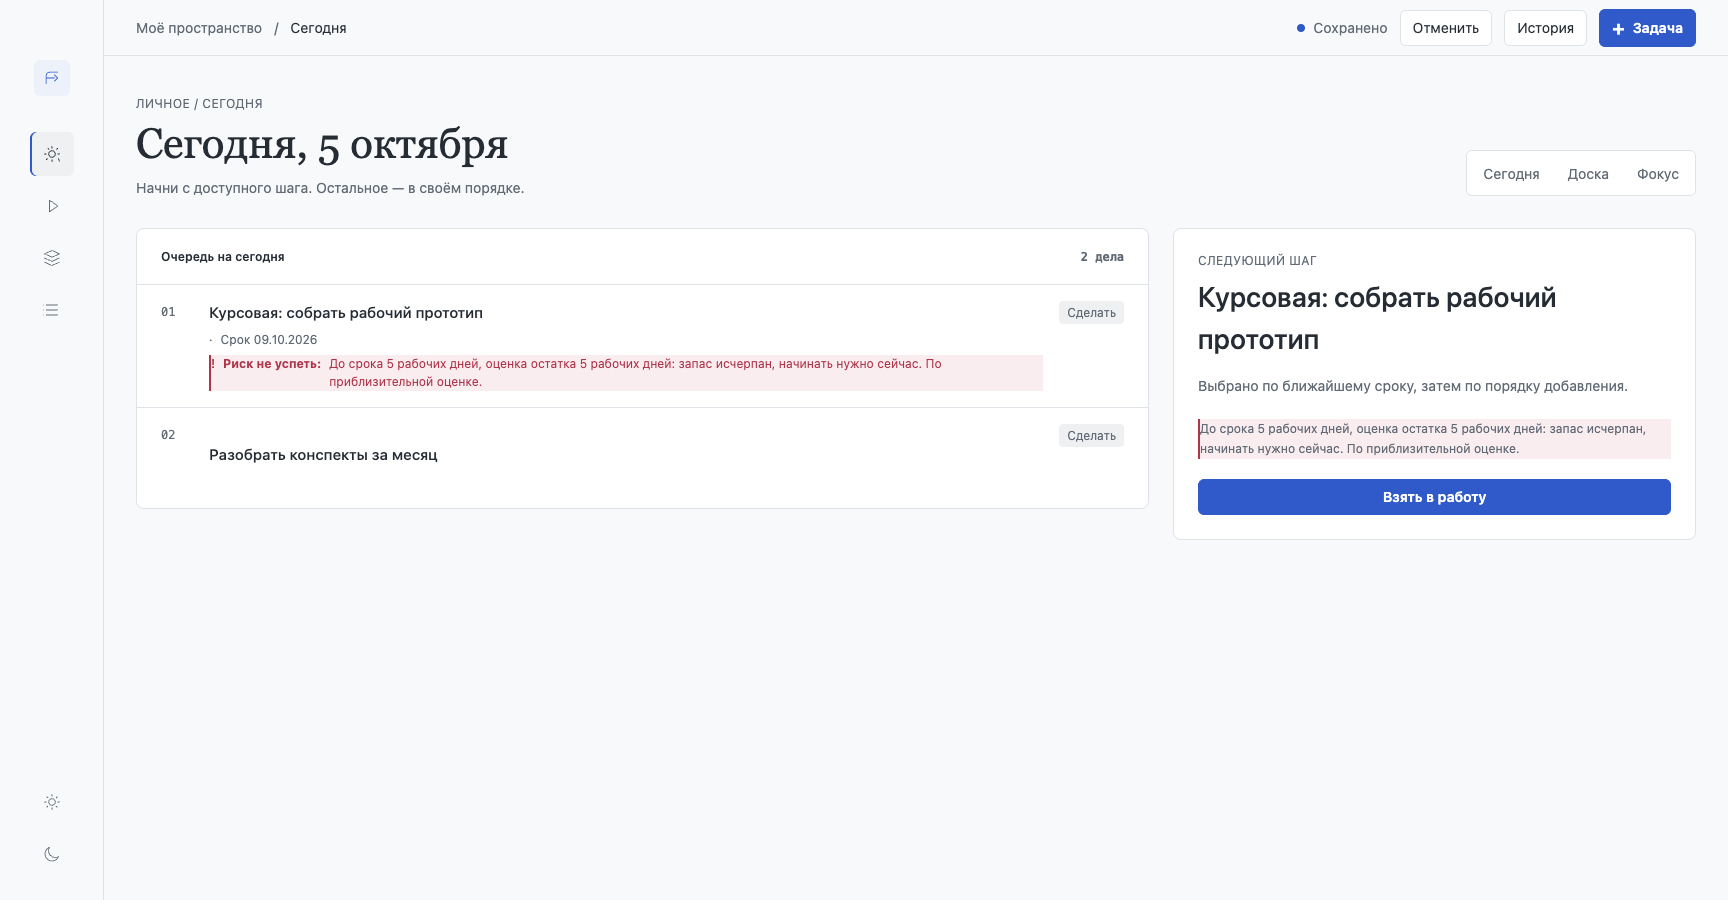 Моё пространство / Сегодня
Сохранено
Отменить
История
+ Задача
ЛИЧНОЕ / СЕГОДНЯ
Сегодня, 5 октября
Начни с доступного шага. Остальное — в своём порядке.
Сегодня
Доска
Фокус
Очередь на сегодня
2 дела
01
Курсовая: собрать рабочий прототип
Сделать
· Срок 09.10.2026
! Риск не успеть: До срока 5 рабочих дней, оценка остатка 5 рабочих дней: запас исчерпан, начинать нужно сейчас. По
приблизительной оценке.
02
Разобрать конспекты за месяц
Сделать
СЛЕДУЮЩИЙ ШАГ
Курсовая: собрать рабочий
прототип
Выбрано по ближайшему сроку, затем по порядку добавления.
До срока 5 рабочих дней, оценка остатка 5 рабочих дней: запас исчерпан,
начинать нужно сейчас. По приблизительной оценке.
Взять в работу